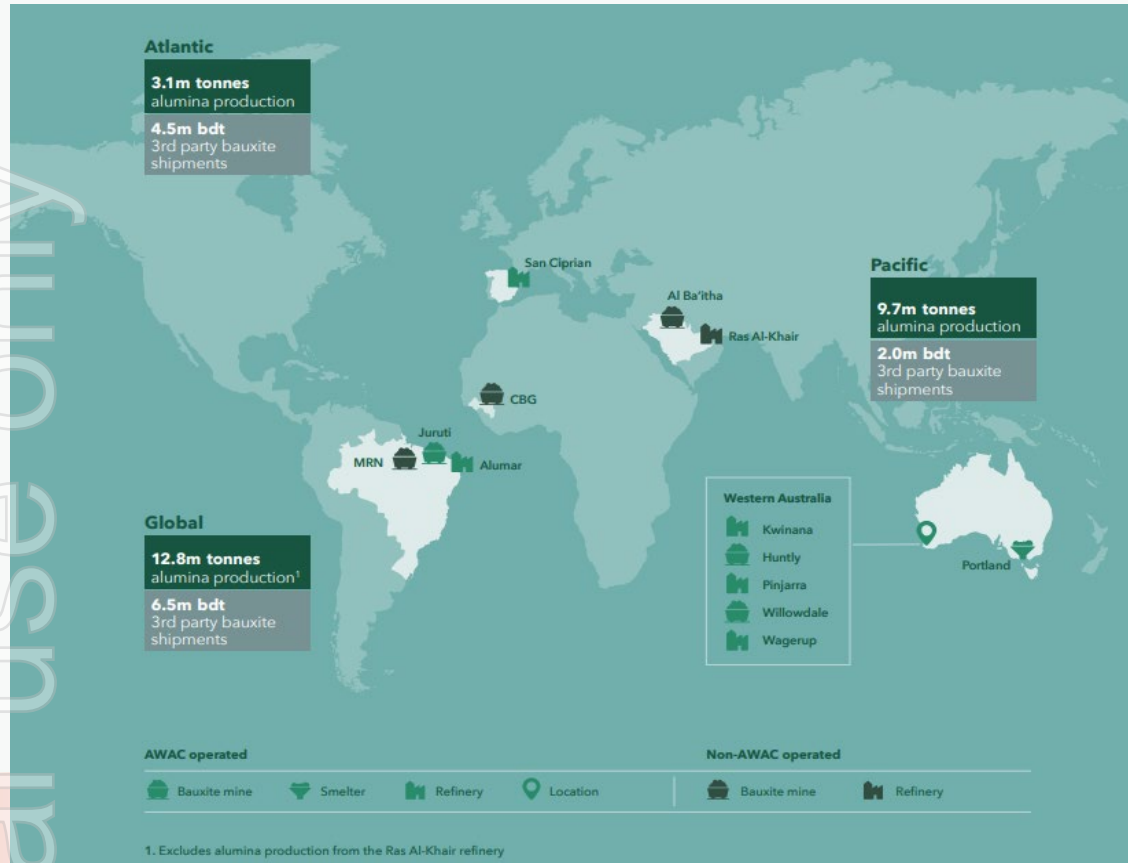 Atlantic
3.1m tonnes
alumina production
4.5m bdt
3rd party bauxite
shipments
San Ciprian
Al Ba'itha
Ras Al-Khair
Pacific
9.7m tonnes
alumina production
2.0m bdt
3rd party bauxite
shipments
CBG
Juruti
MRN
Alumar
Global
12.8m tonnes
alumina production¹
6.5m bdt
3rd party bauxite
shipments
Western Australia
Kwinana
Huntly
Pinjarra
Willowdale
Wagerup
Portland
AWAC operated
Bauxite mine
Smelter
Refinery
Location
Non-AWAC operated
Bauxite mine
Refinery
1. Excludes alumina production from the Ras Al-Khair refinery
al use only